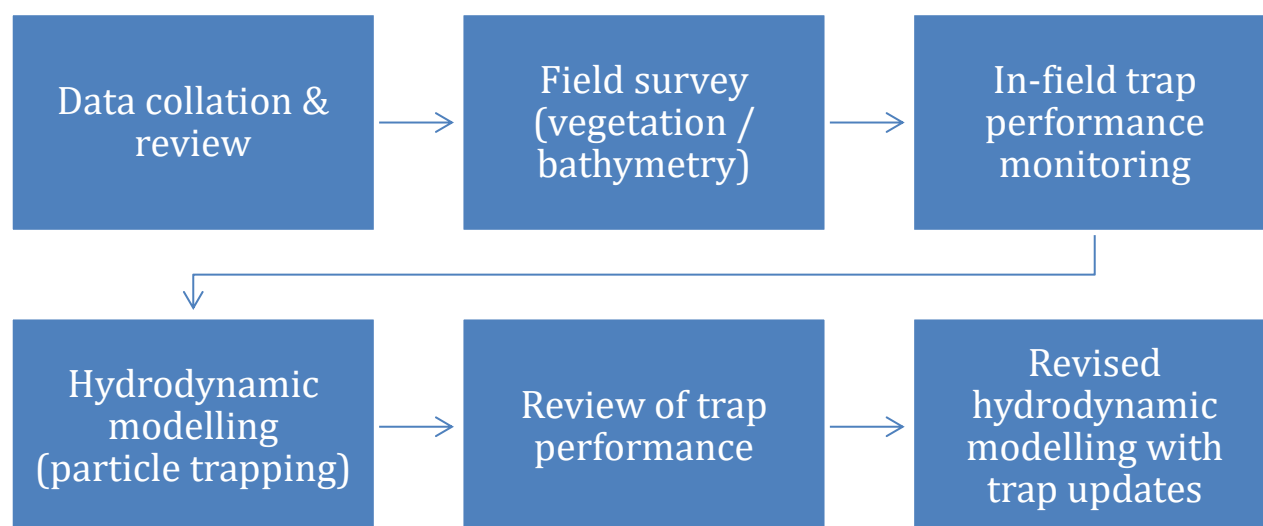 Data collation &
review
Field survey
(vegetation /
bathymetry)
In-field trap
performance
monitoring
Hydrodynamic
modelling
(particle trapping)
Review of trap
performance
Revised
hydrodynamic
modelling with
trap updates